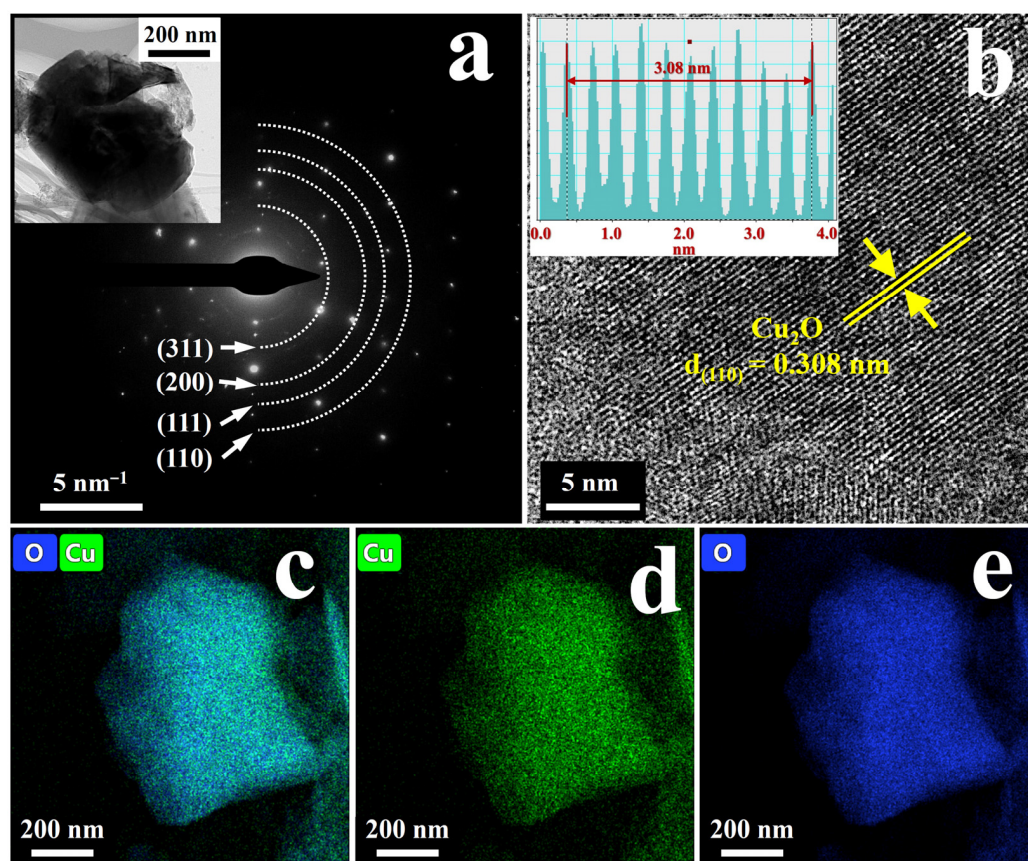 200 nm
a
(311)
(200)
(111)
(110)
5 nm⁻¹
b
3.08 nm
0.0 1.0 2.0 3.0 4.0
nm
Cu₂O
d₍₁₁₀₎ = 0.308 nm
5 nm
O Cu
c
200 nm
Cu
d
200 nm
O
e
200 nm